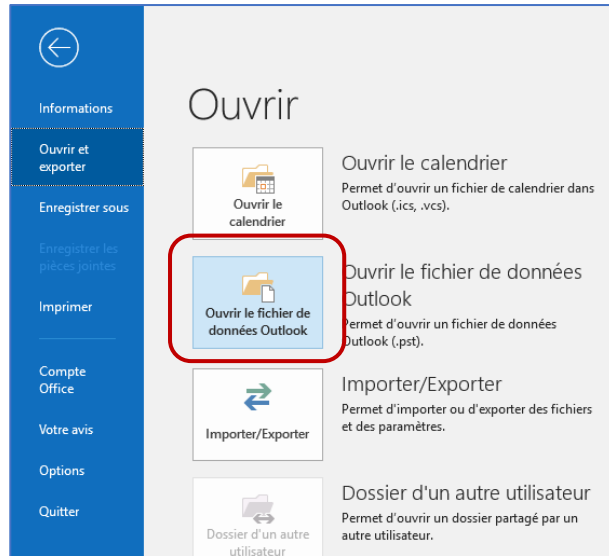 Informations
Ouvrir et
exporter
Enregistrer sous
Enregistrer les
pièces jointes
Imprimer
Compte
Office
Votre avis
Options
Quitter
Ouvrir
Ouvrir le
calendrier
Ouvrir le calendrier
Permet d'ouvrir un fichier de calendrier dans
Outlook (.ics, .vcs).
Ouvrir le fichier de
données Outlook
Ouvrir le fichier de données
Outlook
Permet d'ouvrir un fichier de données
Outlook (.pst).
Importer/Exporter
Importer/Exporter
Permet d'importer ou d'exporter des fichiers
et des paramètres.
Dossier d'un autre
utilisateur
Dossier d'un autre utilisateur
Permet d'ouvrir un dossier partagé par un
autre utilisateur.